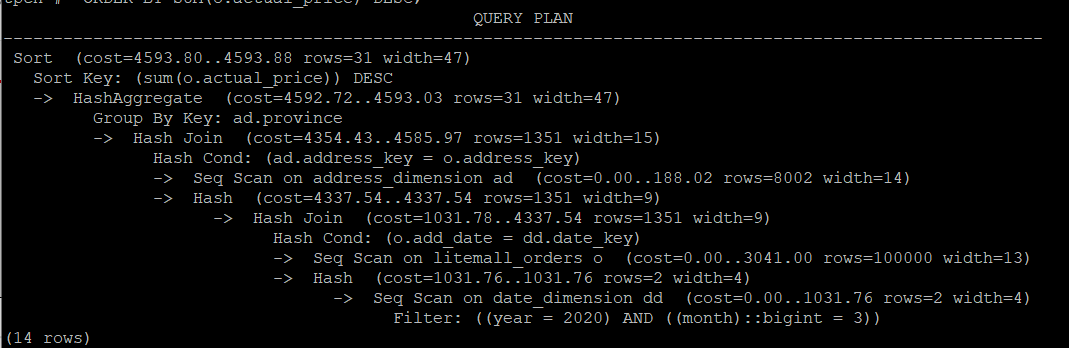 tpch # ORDER BY SUM(o.actual_price) DESC;
QUERY PLAN
-----------------------------------------------------------------------------------------------------
Sort  (cost=4593.80..4593.88 rows=31 width=47)
  Sort Key: (sum(o.actual_price)) DESC
  ->  HashAggregate  (cost=4592.72..4593.03 rows=31 width=47)
        Group By Key: ad.province
        ->  Hash Join  (cost=4354.43..4585.97 rows=1351 width=15)
              Hash Cond: (ad.address_key = o.address_key)
              ->  Seq Scan on address_dimension ad  (cost=0.00..188.02 rows=8002 width=14)
              ->  Hash  (cost=4337.54..4337.54 rows=1351 width=9)
                    ->  Hash Join  (cost=1031.78..4337.54 rows=1351 width=9)
                          Hash Cond: (o.add_date = dd.date_key)
                          ->  Seq Scan on litemall_orders o  (cost=0.00..3041.00 rows=100000 width=13)
                          ->  Hash  (cost=1031.76..1031.76 rows=2 width=4)
                                ->  Seq Scan on date_dimension dd  (cost=0.00..1031.76 rows=2 width=4)
                                      Filter: ((year = 2020) AND ((month)::bigint = 3))
(14 rows)